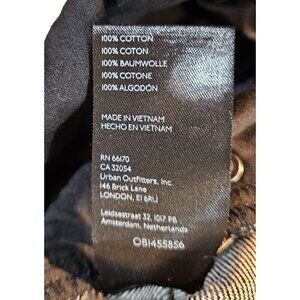 100% COTTON
100% COTON
100% BAUMWOLLE
100% COTONE
100% ALGODÓN
MADE IN VIETNAM
HECHO EN VIETNAM
RN 66170
CA 32054
Urban Outfitters, Inc.
146 Brick Lane
LONDON, E1 6RU
Leidsestraat 32, 1017 PB
Amsterdam, Netherlands
OB1455856